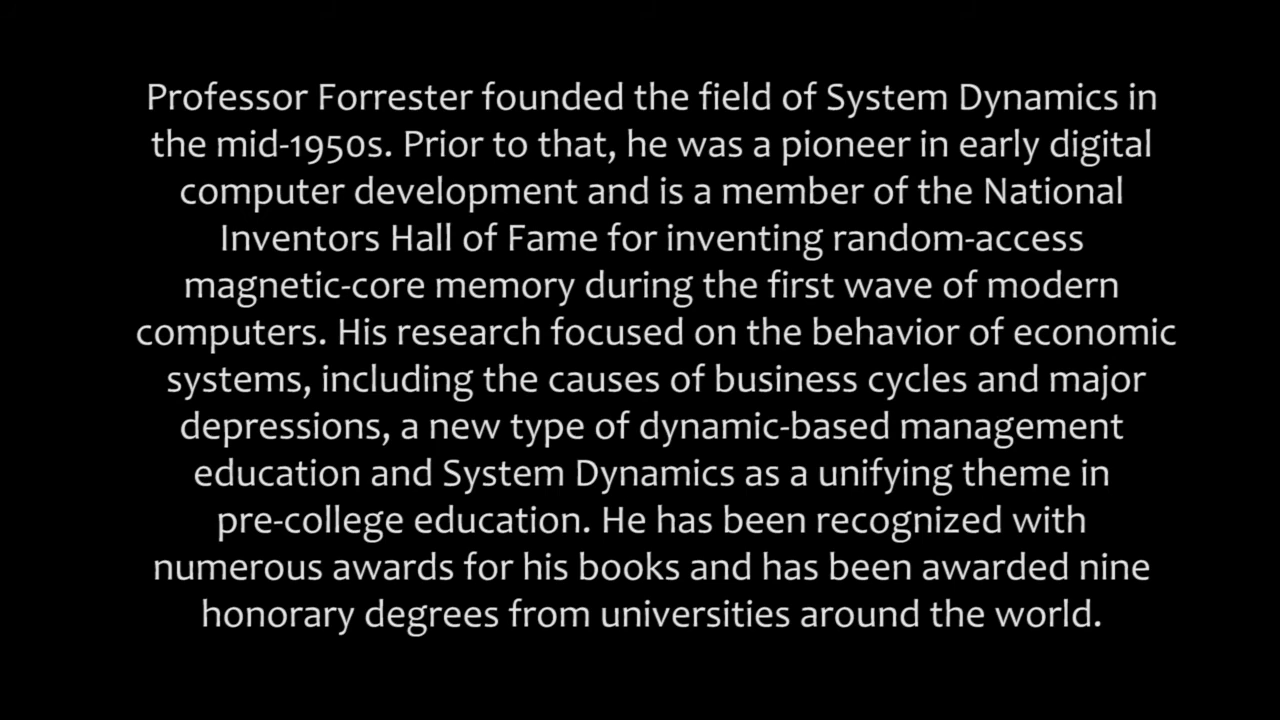 Professor Forrester founded the field of System Dynamics in
the mid-1950s. Prior to that, he was a pioneer in early digital
computer development and is a member of the National
Inventors Hall of Fame for inventing random-access
magnetic-core memory during the first wave of modern
computers. His research focused on the behavior of economic
systems, including the causes of business cycles and major
depressions, a new type of dynamic-based management
education and System Dynamics as a unifying theme in
pre-college education. He has been recognized with
numerous awards for his books and has been awarded nine
honorary degrees from universities around the world.